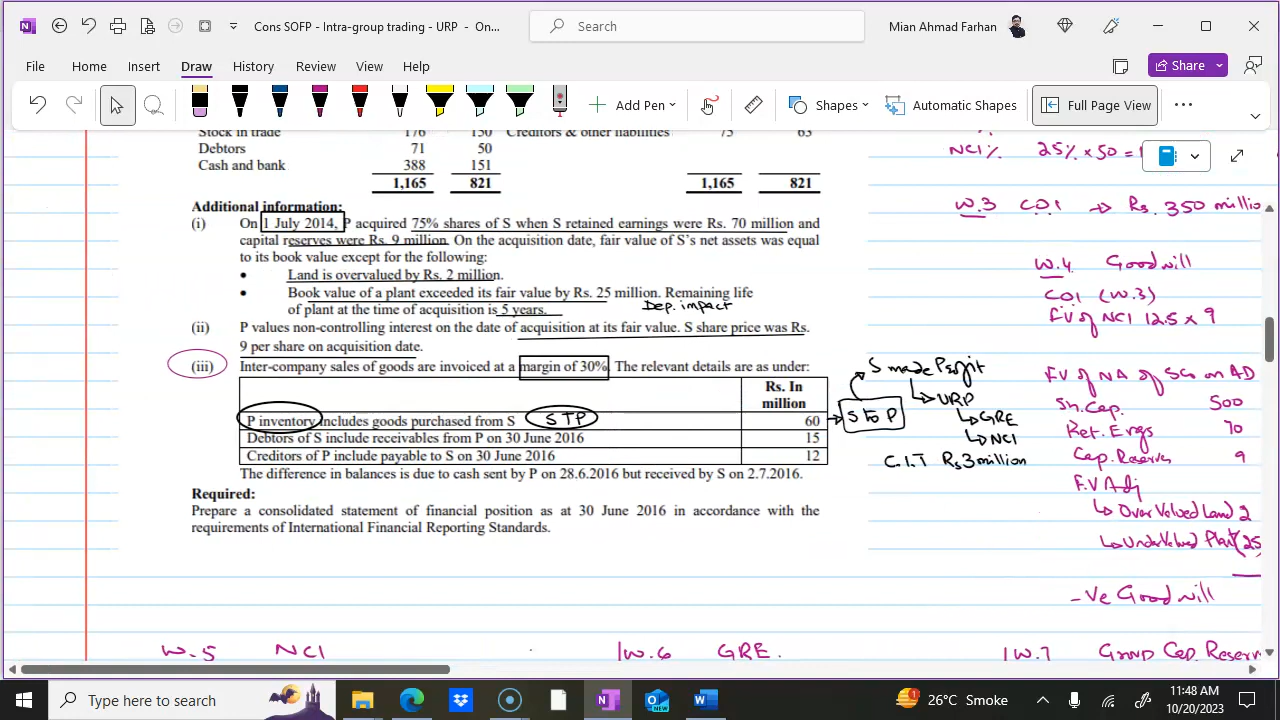 Cons SOFP - Intra-group trading - URP - On...
Search
Mian Ahmad Farhan
File Home Insert Draw History Review View Help
Share
Add Pen
Shapes
Automatic Shapes
Full Page View
Stock in trade 176 150 Creditors & other liabilities 75 63
Debtors 71 50
Cash and bank 388 151
1,165 821 1,165 821
Additional information:
(i) On 1 July 2014, P acquired 75% shares of S when S retained earnings were Rs. 70 million and
capital reserves were Rs. 9 million. On the acquisition date, fair value of S's net assets was equal
to its book value except for the following:
• Land is overvalued by Rs. 2 million.
• Book value of a plant exceeded its fair value by Rs. 25 million. Remaining life
of plant at the time of acquisition is 5 years.
Dep. impact
(ii) P values non-controlling interest on the date of acquisition at its fair value. S share price was Rs.
9 per share on acquisition date.
(iii) Inter-company sales of goods are invoiced at a margin of 30%. The relevant details are as under:
Rs. In
million
P inventory includes goods purchased from S STP 60
Debtors of S include receivables from P on 30 June 2016 15
Creditors of P include payable to S on 30 June 2016 12
The difference in balances is due to cash sent by P on 28.6.2016 but received by S on 2.7.2016.
Required:
Prepare a consolidated statement of financial position as at 30 June 2016 in accordance with the
requirements of International Financial Reporting Standards.
S made Profit
URP
S to P
GRE
NCI
C.I.T Rs 3 million
NCI% 25% x 50 =
W.3 COI → Rs. 350 millio
W.4 Goodwill
COI (W.3)
FV of NCI 12.5 x 9
FV of NA of SCo on AD
Sh. Cap. 500
Ret. Ergs 70
Cap. Reserves 9
F.V Adj
Over Valued Land 2
Under Valued Plant (25
-Ve Goodwill
W.5 NCI
W.6 GRE
W.7 Group Cap. Reserv
Type here to search
26°C Smoke
11:48 AM
10/20/2023